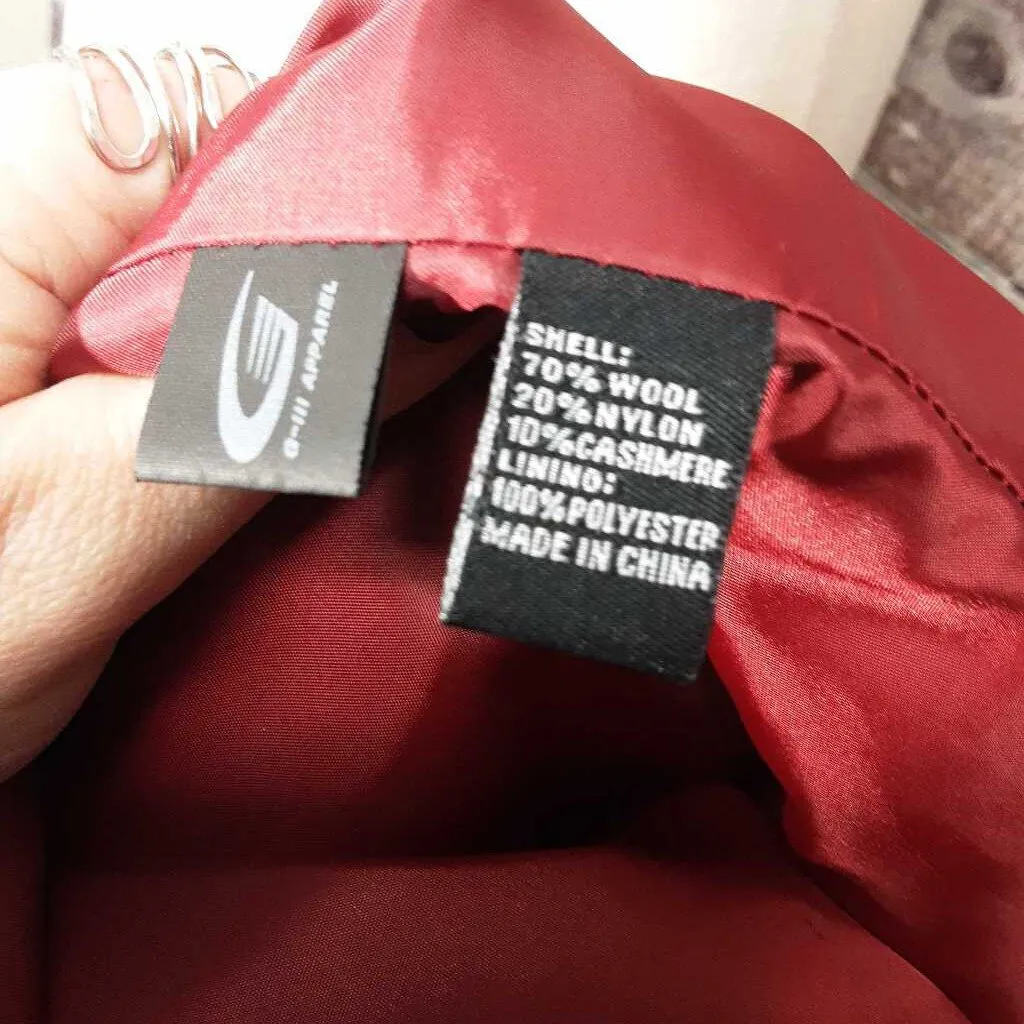 G-III APPAREL
SHELL:
70% WOOL
20% NYLON
10% CASHMERE
LINING:
100% POLYESTER
MADE IN CHINA